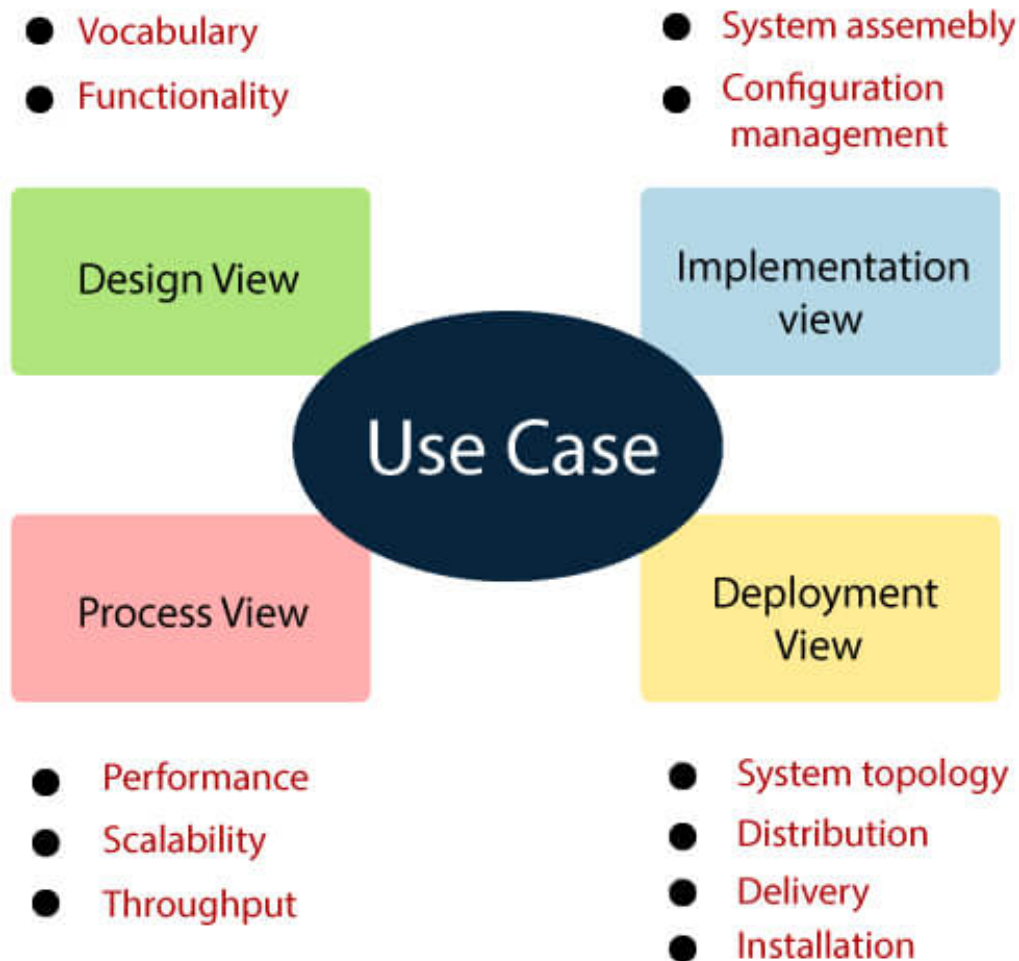 Vocabulary
Functionality
System assemebly
Configuration
management
Design View
Implementation
view
Use Case
Process View
Deployment
View
Performance
Scalability
Throughput
System topology
Distribution
Delivery
Installation